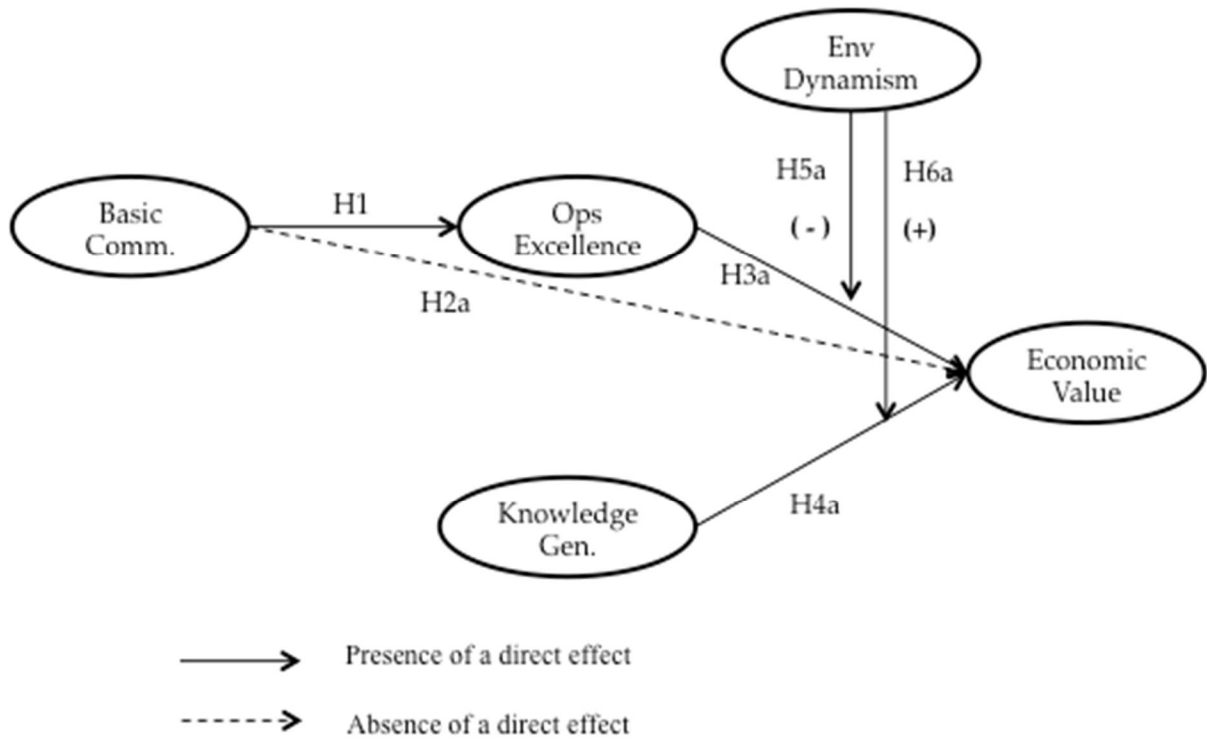 Env
Dynamism
H5a
H6a
( - )
(+)
Basic
Comm.
H1
Ops
Excellence
H3a
H2a
Economic
Value
Knowledge
Gen.
H4a
Presence of a direct effect
Absence of a direct effect